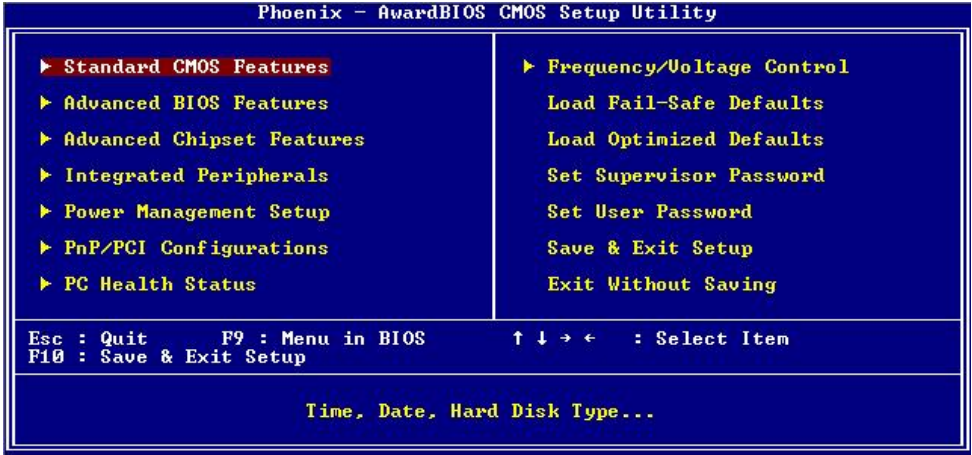 Phoenix - AwardBIOS CMOS Setup Utility
▶ Standard CMOS Features
▶ Advanced BIOS Features
▶ Advanced Chipset Features
▶ Integrated Peripherals
▶ Power Management Setup
▶ PnP/PCI Configurations
▶ PC Health Status
▶ Frequency/Voltage Control
Load Fail-Safe Defaults
Load Optimized Defaults
Set Supervisor Password
Set User Password
Save & Exit Setup
Exit Without Saving
Esc : Quit F9 : Menu in BIOS ↑ ↓ → ← : Select Item
F10 : Save & Exit Setup
Time, Date, Hard Disk Type...